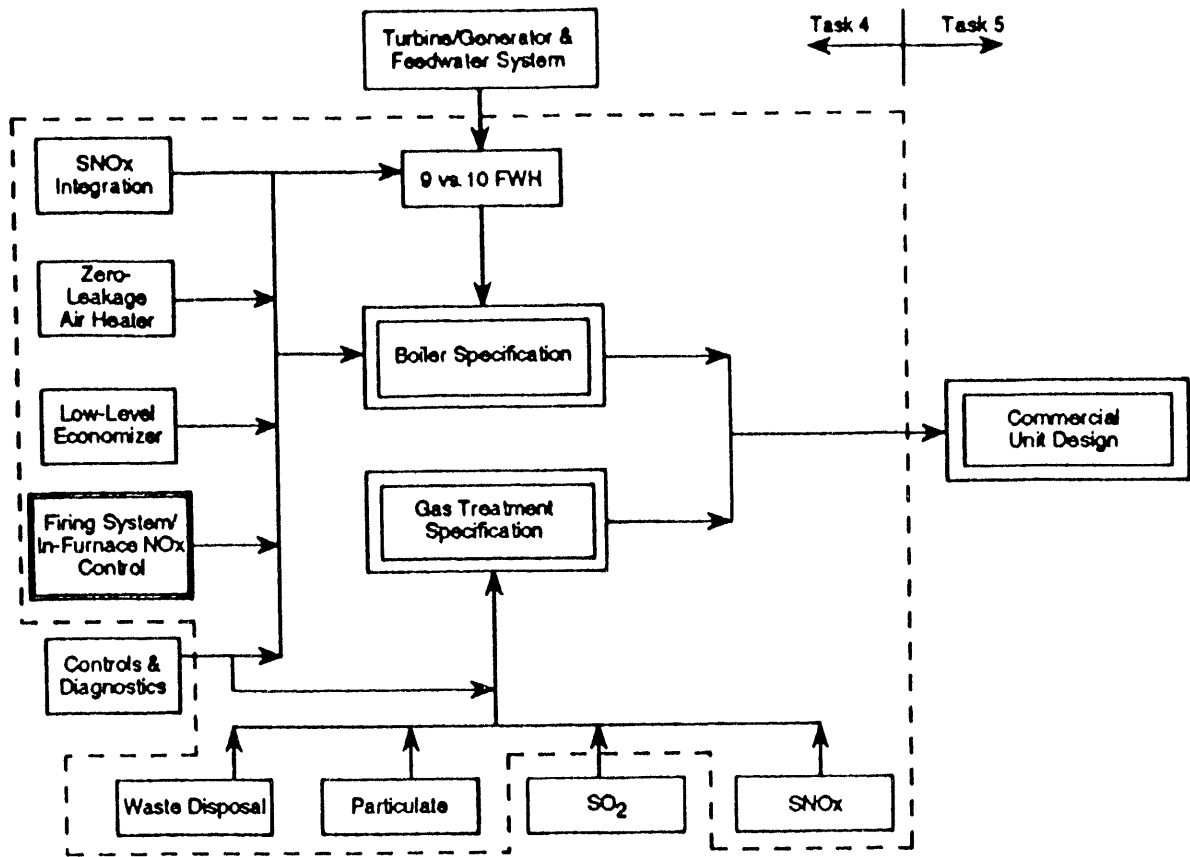 Turbine/Generator &
Feedwater System
Task 4
Task 5
SNOx
Integration
9 vs. 10 FWH
Zero-
Leakage
Air Heater
Boiler Specification
Low-Level
Economizer
Commercial
Unit Design
Firing System/
In-Furnace NOx
Control
Gas Treatment
Specification
Controls &
Diagnostics
Waste Disposal
Particulate
SO2
SNOx